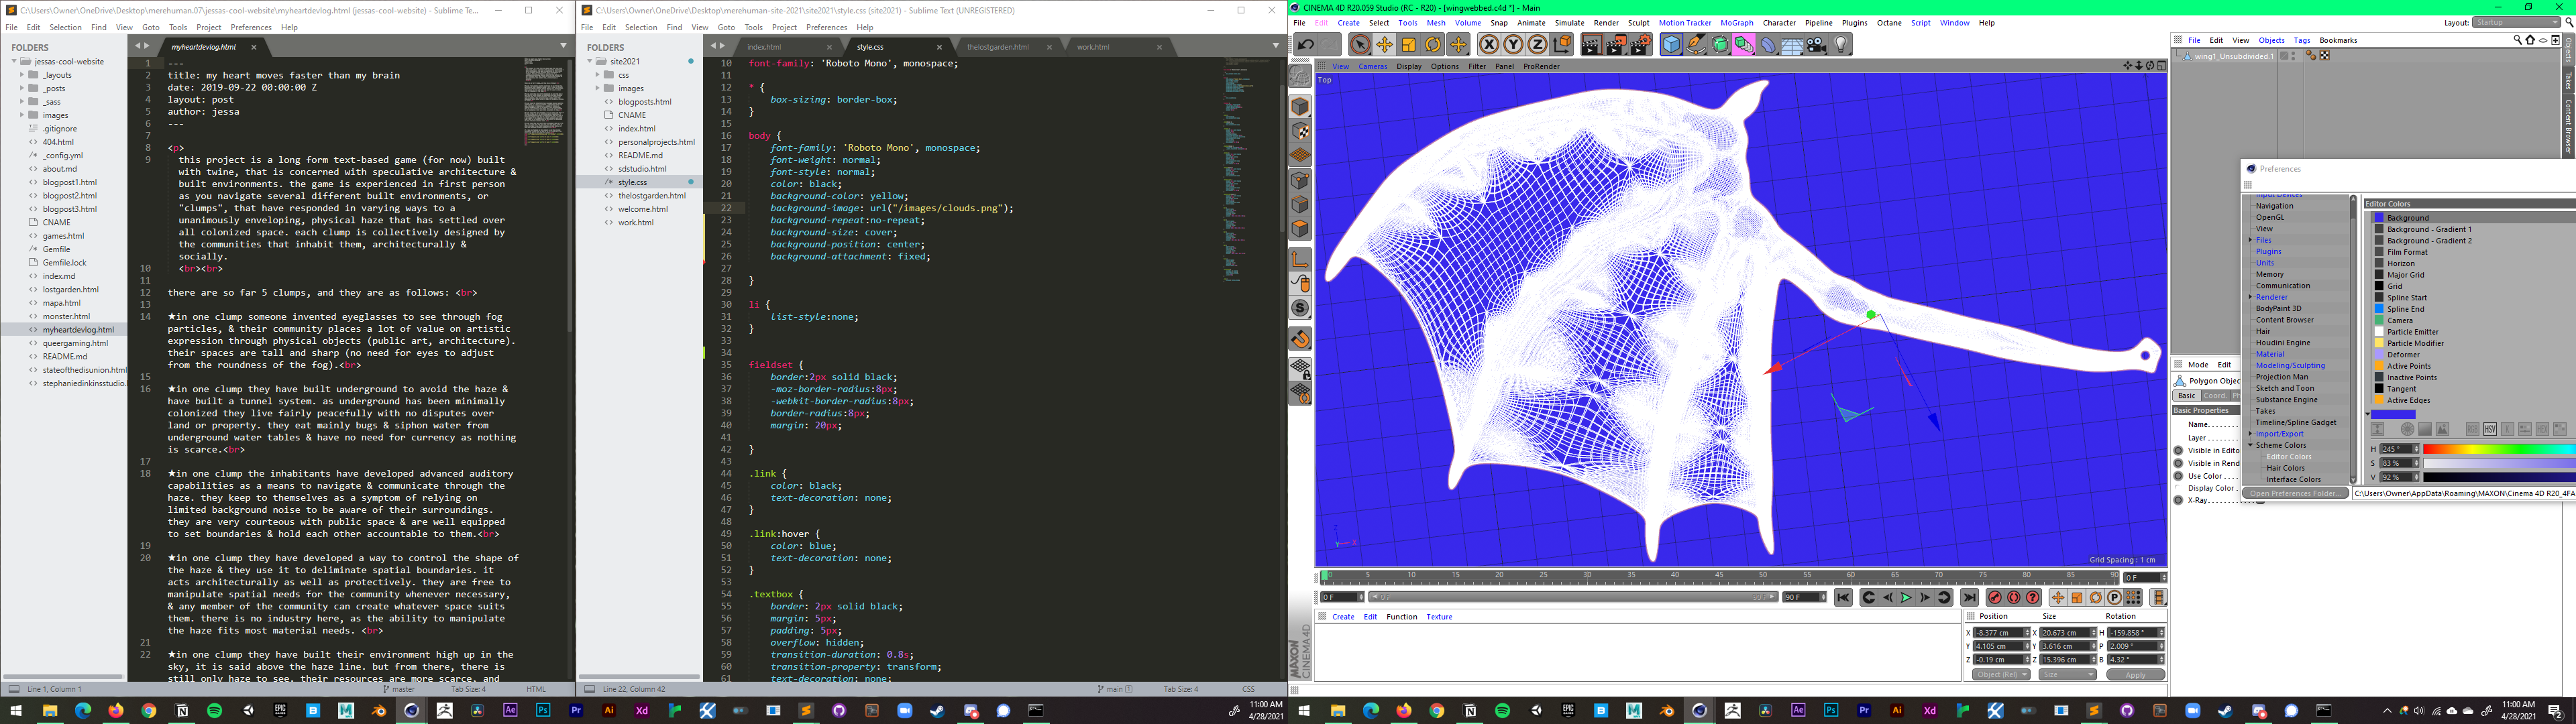 C:\Users\Owner\OneDrive\Desktop\merehuman.07\jessas-cool-website\myheartdevlog.html (jessas-cool-website) - Sublime Te...
File Edit Selection Find View Goto Tools Project Preferences Help
FOLDERS
jessas-cool-website
_layouts
_posts
_sass
images
.gitignore
404.html
_config.yml
about.md
blogpost1.html
blogpost2.html
blogpost3.html
CNAME
games.html
Gemfile
Gemfile.lock
index.md
lostgarden.html
mapa.html
monster.html
myheartdevlog.html
queergaming.html
README.md
stateofthedisunion.html
stephaniedinkinsstudio.
myheartdevlog.html
1 ---
2 title: my heart moves faster than my brain
3 date: 2019-09-22 00:00:00 Z
4 layout: post
5 author: jessa
6 ---
7
8 <p>
9 this project is a long form text-based game (for now) built
with twine, that is concerned with speculative architecture &
built environments. the game is experienced in first person
as you navigate several different built environments, or
"clumps", that have responded in varying ways to a
unanimously enveloping, physical haze that has settled over
all colonized space. each clump is collectively designed by
the communities that inhabit them, architecturally &
socially.
10 <br><br>
11
12 there are so far 5 clumps, and they are as follows: <br>
13
14 ★in one clump someone invented eyeglasses to see through fog
particles, & their community places a lot of value on artistic
expression through physical objects (public art, architecture).
their spaces are tall and sharp (no need for eyes to adjust
from the roundness of the fog).<br>
15
16 ★in one clump they have built underground to avoid the haze &
have built a tunnel system. as underground has been minimally
colonized they live fairly peacefully with no disputes over
land or property. they eat mainly bugs & siphon water from
underground water tables & have no need for currency as nothing
is scarce.<br>
17
18 ★in one clump the inhabitants have developed advanced auditory
capabilities as a means to navigate & communicate through the
haze. they keep to themselves as a symptom of relying on
limited background noise to be aware of their surroundings.
they are very courteous with public space & are well equipped
to set boundaries & hold each other accountable to them.<br>
19
20 ★in one clump they have developed a way to control the shape of
the haze & they use it to deliminate spatial boundaries. it
acts architecturally as well as protectively. they are free to
manipulate spatial needs for the community whenever necessary,
& any member of the community can create whatever space suits
them. there is no industry here, as the ability to manipulate
the haze fits most material needs. <br>
21
22 ★in one clump they have built their environment high up in the
sky, it is said above the haze line. but from there, there is
still only haze to see. their resources are more scarce, and
Line 1, Column 1
master
Tab Size: 4
HTML
C:\Users\Owner\OneDrive\Desktop\merehuman-site-2021\site2021\style.css (site2021) - Sublime Text (UNREGISTERED)
File Edit Selection Find View Goto Tools Project Preferences Help
FOLDERS
site2021
css
images
blogposts.html
CNAME
index.html
personalprojects.html
README.md
sdstudio.html
style.css
thelostgarden.html
welcome.html
work.html
index.html style.css thelostgarden.html work.html
10 font-family: 'Roboto Mono', monospace;
11
12 * {
13 box-sizing: border-box;
14 }
15
16 body {
17 font-family: 'Roboto Mono', monospace;
18 font-weight: normal;
19 font-style: normal;
20 color: black;
21 background-color: yellow;
22 background-image: url("/images/clouds.png");
23 background-repeat:no-repeat;
24 background-size: cover;
25 background-position: center;
26 background-attachment: fixed;
27
28 }
29
30 li {
31 list-style:none;
32 }
33
34
35 fieldset {
36 border:2px solid black;
37 -moz-border-radius:8px;
38 -webkit-border-radius:8px;
39 border-radius:8px;
40 margin: 20px;
41
42 }
43
44 .link {
45 color: black;
46 text-decoration: none;
47 }
48
49 .link:hover {
50 color: blue;
51 text-decoration: none;
52 }
53
54 .textbox {
55 border: 2px solid black;
56 margin: 5px;
57 padding: 5px;
58 overflow: hidden;
59 transition-duration: 0.8s;
60 transition-property: transform;
61 text-decoration: none;
Line 22, Column 42
main
Tab Size: 4
CSS
CINEMA 4D R20.059 Studio (RC - R20) - [wingwebbed.c4d *] - Main
File Edit Create Select Tools Mesh Volume Snap Animate Simulate Render Sculpt Motion Tracker MoGraph Character Pipeline Plugins Octane Script Window Help
Layout: Startup
View Cameras Display Options Filter Panel ProRender
Top
Grid Spacing : 1 cm
0 5 10 15 20 25 30 35 40 45 50 55 60 65 70 75 80 85 90
0 F
0 F
90 F
Create Edit Function Texture
MAXON
CINEMA 4D
Position Size Rotation
X -8.377 cm X 20.673 cm H -159.858 °
Y 4.105 cm Y 3.616 cm P 2.009 °
Z -0.19 cm Z 15.396 cm B 4.32 °
Object (Rel) Size Apply
File Edit View Objects Tags Bookmarks
wing1_Unsubdivided.1
Objects
Takes
Content Browser
Mode Edit
Polygon Objec
Basic Coord. Ph
Basic Properties
Name
Layer
Visible in Edito
Visible in Rend
Use Color
Display Color
X-Ray
Preferences
Input Devices
Navigation
OpenGL
View
Files
Plugins
Units
Memory
Communication
Renderer
BodyPaint 3D
Content Browser
Hair
Houdini Engine
Material
Modeling/Sculpting
Projection Man
Sketch and Toon
Substance Engine
Takes
Timeline/Spline Gadget
Import/Export
Scheme Colors
Editor Colors
Hair Colors
Interface Colors
Open Preferences Folder...
Editor Colors
Background
Background - Gradient 1
Background - Gradient 2
Film Format
Horizon
Major Grid
Grid
Spline Start
Spline End
Camera
Particle Emitter
Particle Modifier
Deformer
Active Points
Inactive Points
Tangent
Active Edges
H 245 °
S 83 %
V 92 %
C:\Users\Owner\AppData\Roaming\MAXON\Cinema 4D R20_4FA
11:00 AM
4/28/2021
11:00 AM
4/28/2021